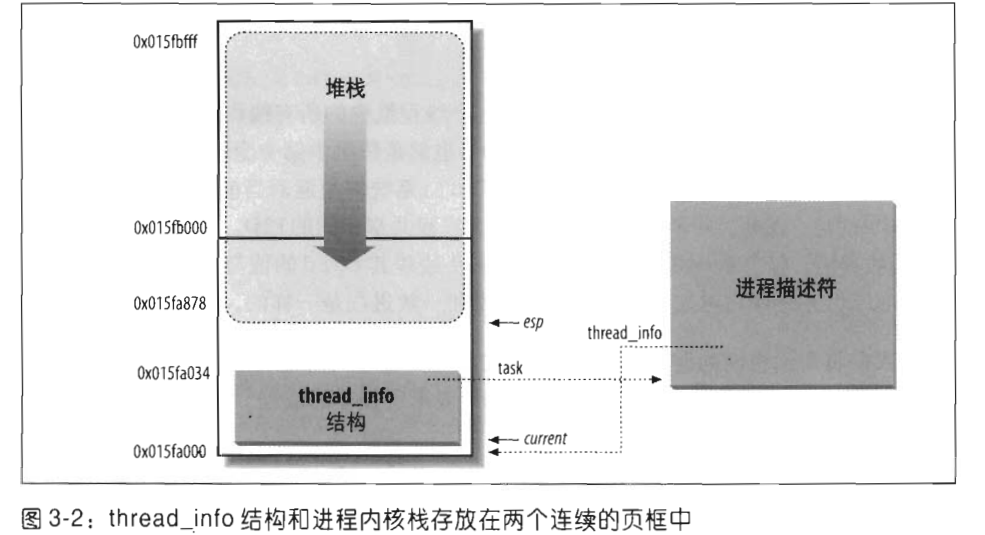 0x015fbfff
堆栈
0x015fb000
进程描述符
0x015fa878
esp
thread_info
0x015fa034
task
thread_info
结构
current
0x015fa000
图 3-2：thread_info 结构和进程内核栈存放在两个连续的页框中